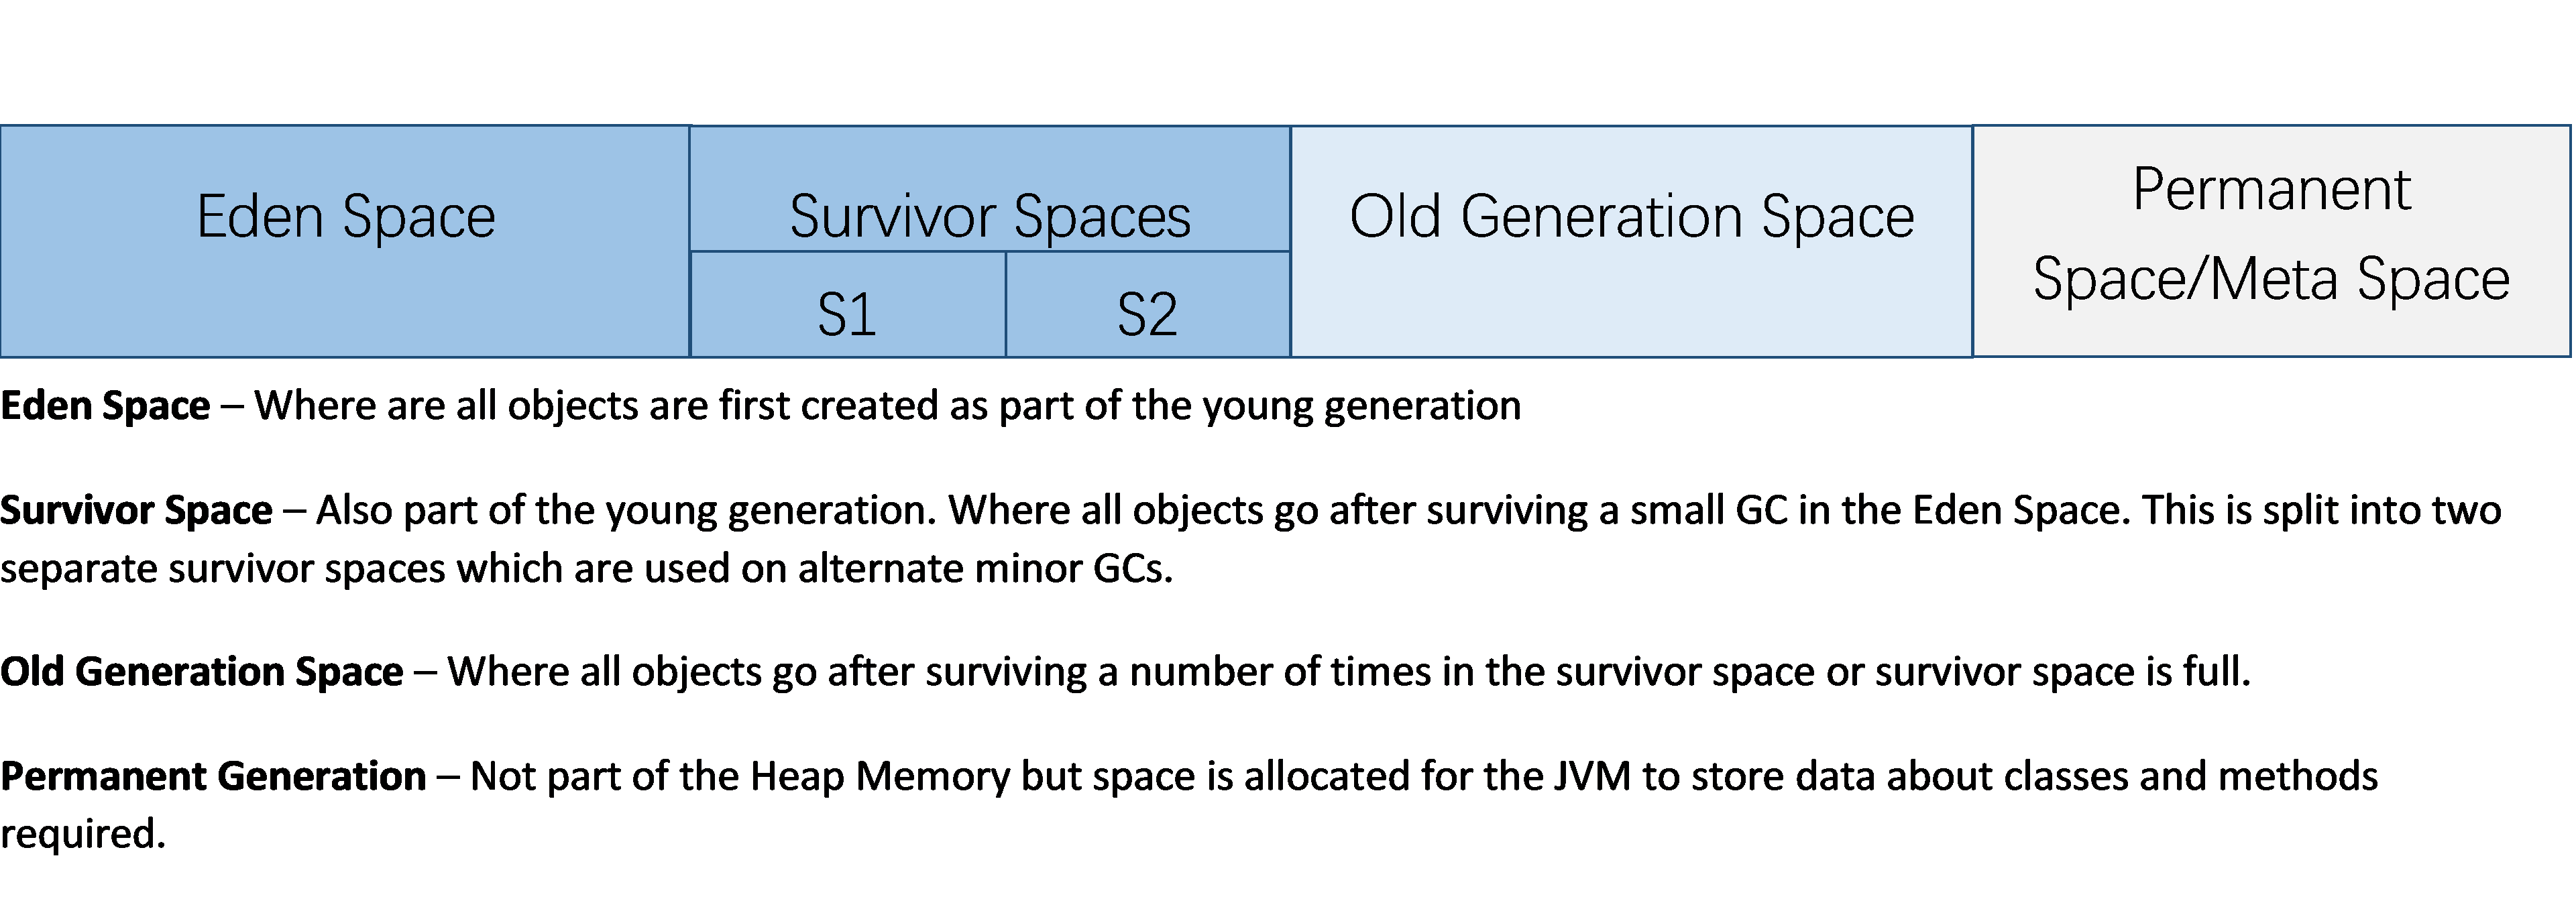 Eden Space
Survivor Spaces
S1
S2
Old Generation Space
Permanent
Space/Meta Space
Eden Space – Where are all objects are first created as part of the young generation
Survivor Space – Also part of the young generation. Where all objects go after surviving a small GC in the Eden Space. This is split into two
separate survivor spaces which are used on alternate minor GCs.
Old Generation Space – Where all objects go after surviving a number of times in the survivor space or survivor space is full.
Permanent Generation – Not part of the Heap Memory but space is allocated for the JVM to store data about classes and methods
required.